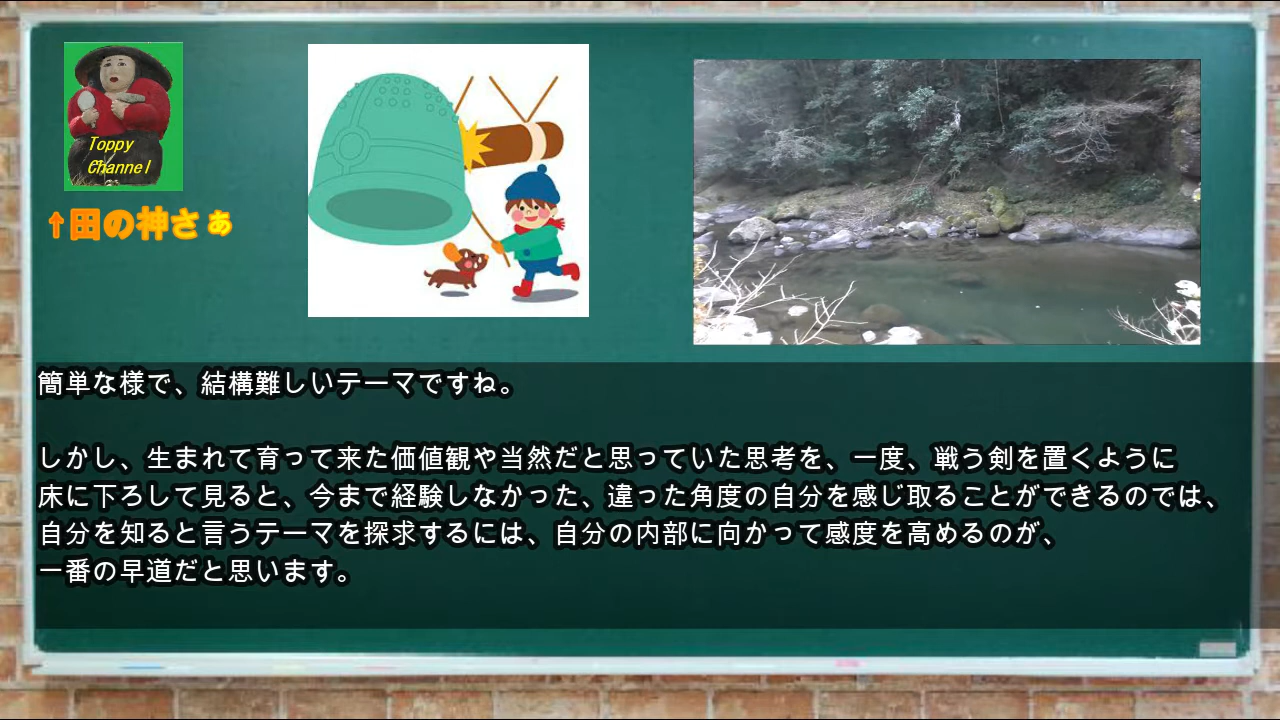 Toppy
Channel
↑田の神さぁ
簡単な様で、結構難しいテーマですね。
しかし、生まれて育って来た価値観や当然だと思っていた思考を、一度、戦う剣を置くように
床に下ろして見ると、今まで経験しなかった、違った角度の自分を感じ取ることができるのでは、
自分を知ると言うテーマを探求するには、自分の内部に向かって感度を高めるのが、
一番の早道だと思います。